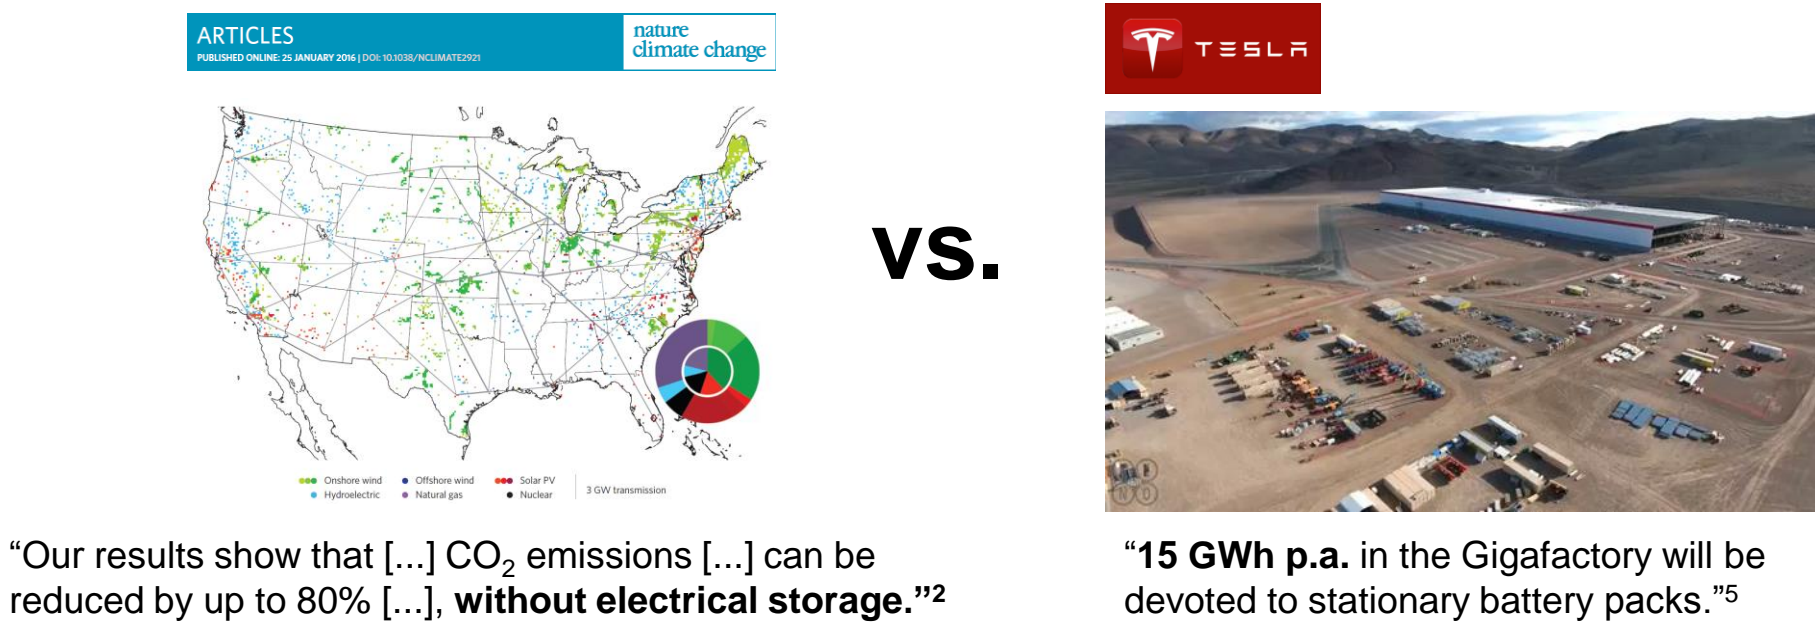 ARTICLES
PUBLISHED ONLINE: 25 JANUARY 2016 | DOI: 10.1038/NCLIMATE2921
nature
climate change
TESLA
vs.
Onshore wind
Offshore wind
Solar PV
Hydroelectric
Natural gas
Nuclear
3 GW transmission
“Our results show that [...] CO₂ emissions [...] can be
reduced by up to 80% [...], without electrical storage.”²
“15 GWh p.a. in the Gigafactory will be
devoted to stationary battery packs.”⁵